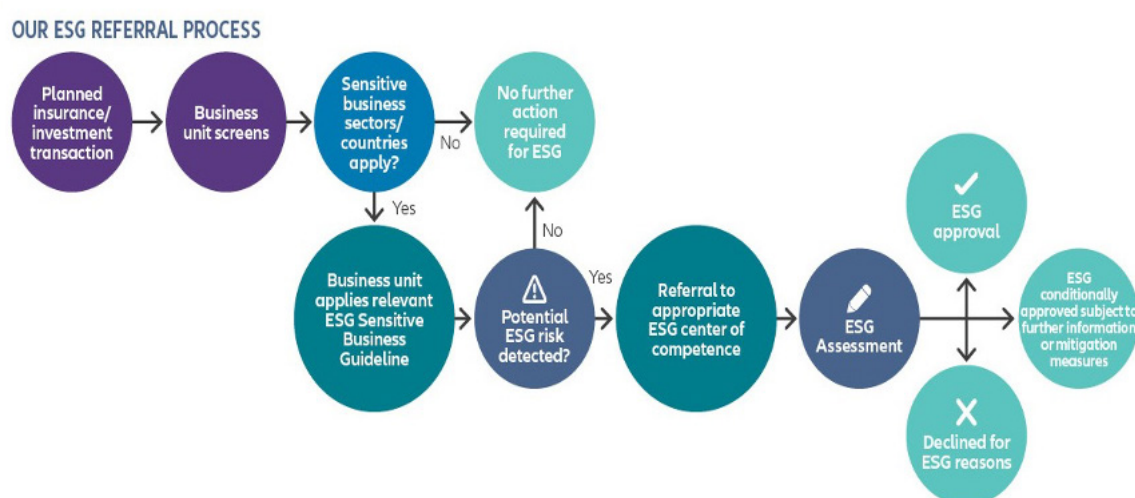 OUR ESG REFERRAL PROCESS
Planned
insurance/
investment
transaction
Business
unit screens
Sensitive
business
sectors/
countries
apply?
No
No further
action
required
for ESG
Yes
Business unit
applies relevant
ESG Sensitive
Business
Guideline
No
Potential
ESG risk
detected?
Yes
Referral to
appropriate
ESG center of
competence
ESG
Assessment
ESG
approval
ESG
conditionally
approved subject to
further information
or mitigation
measures
Declined for
ESG reasons